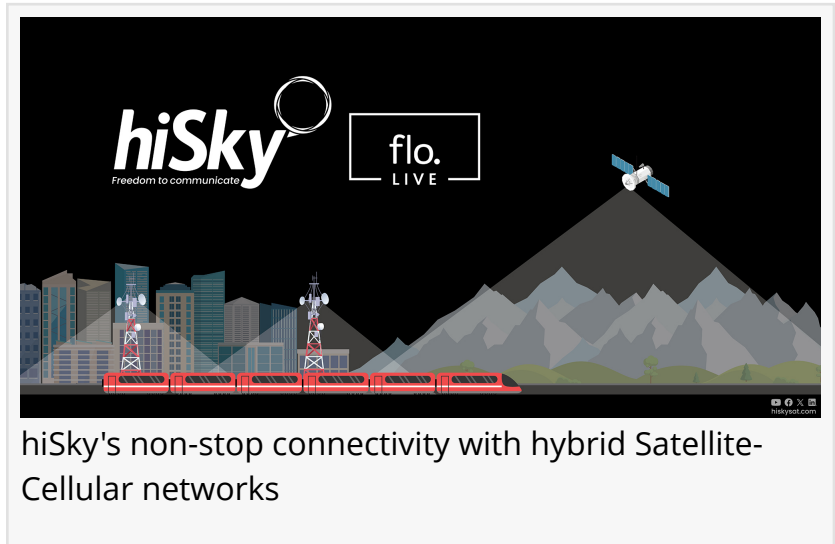 hiSky
Freedom to communicate
flo.
LIVE
hiskysat.com
hiSky's non-stop connectivity with hybrid Satellite-
Cellular networks